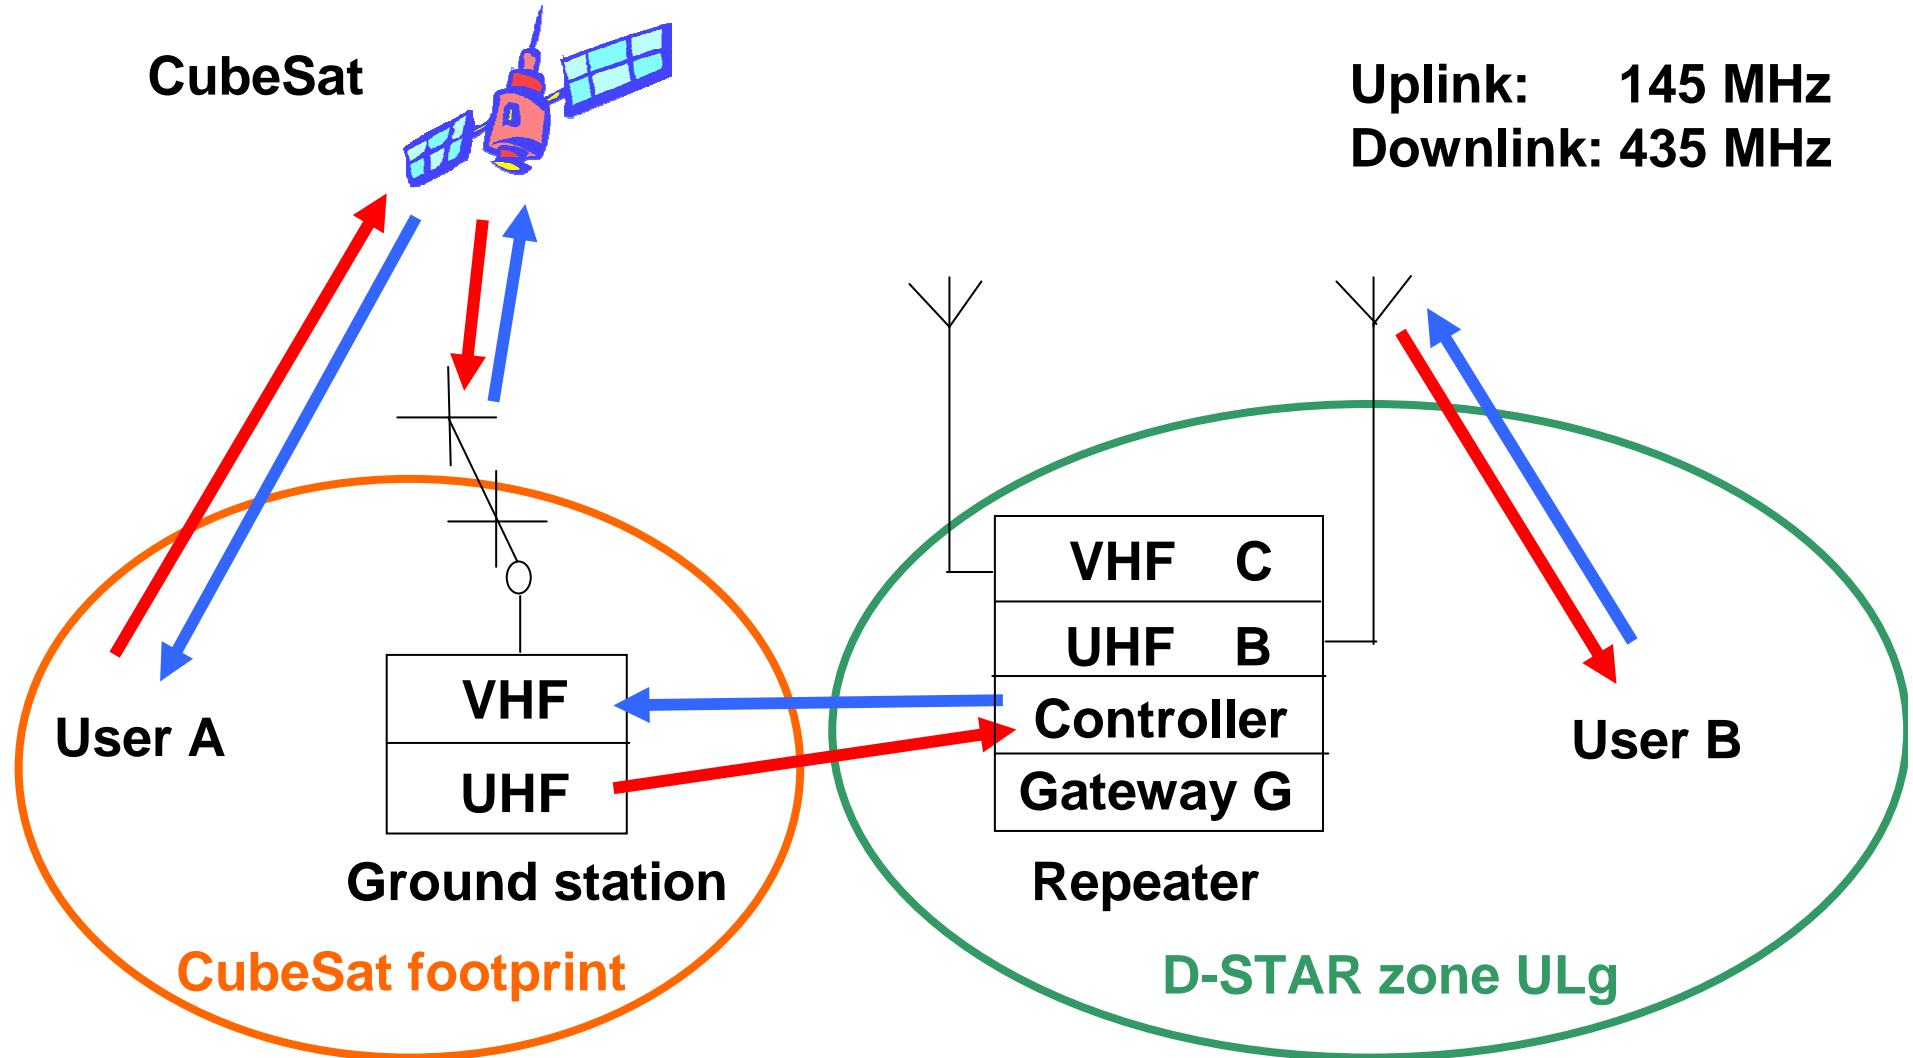 CubeSat
Uplink: 145 MHz
Downlink: 435 MHz
VHF C
UHF B
Controller
Gateway G
VHF
UHF
User A
User B
Ground station
Repeater
CubeSat footprint
D-STAR zone ULg